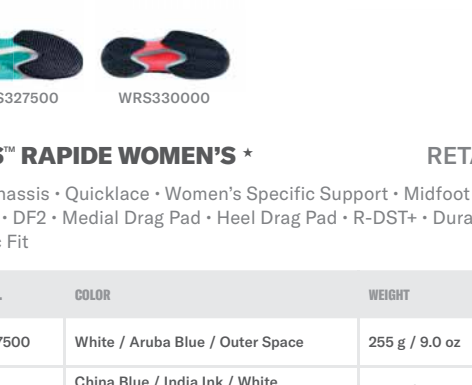 S327500 WRS330000
S™ RAPIDE WOMEN'S ★ RETA
hassis • Quicklace • Women's Specific Support • Midfoot
• DF2 • Medial Drag Pad • Heel Drag Pad • R-DST+ • Dura
c Fit
. COLOR WEIGHT
7500 White / Aruba Blue / Outer Space 255 g / 9.0 oz
China Blue / India Ink / White